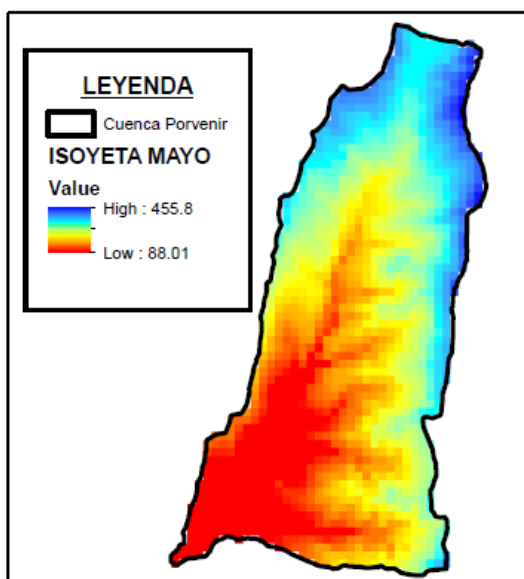 LEYENDA
Cuenca Porvenir
ISOYETA MAYO
Value
High : 455.8
Low : 88.01